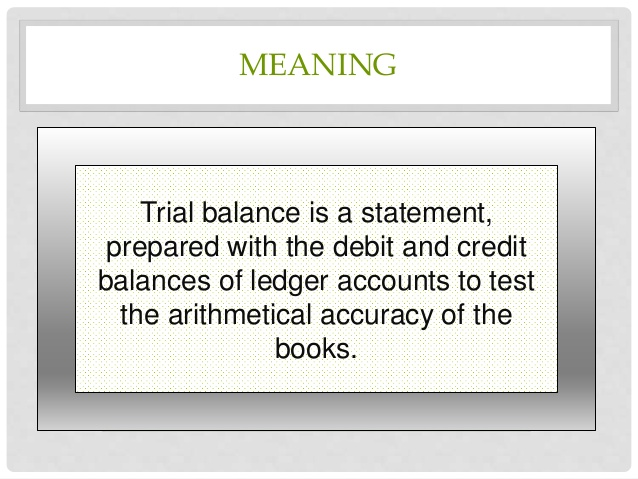 MEANING
Trial balance is a statement,
prepared with the debit and credit
balances of ledger accounts to test
the arithmetical accuracy of the
books.